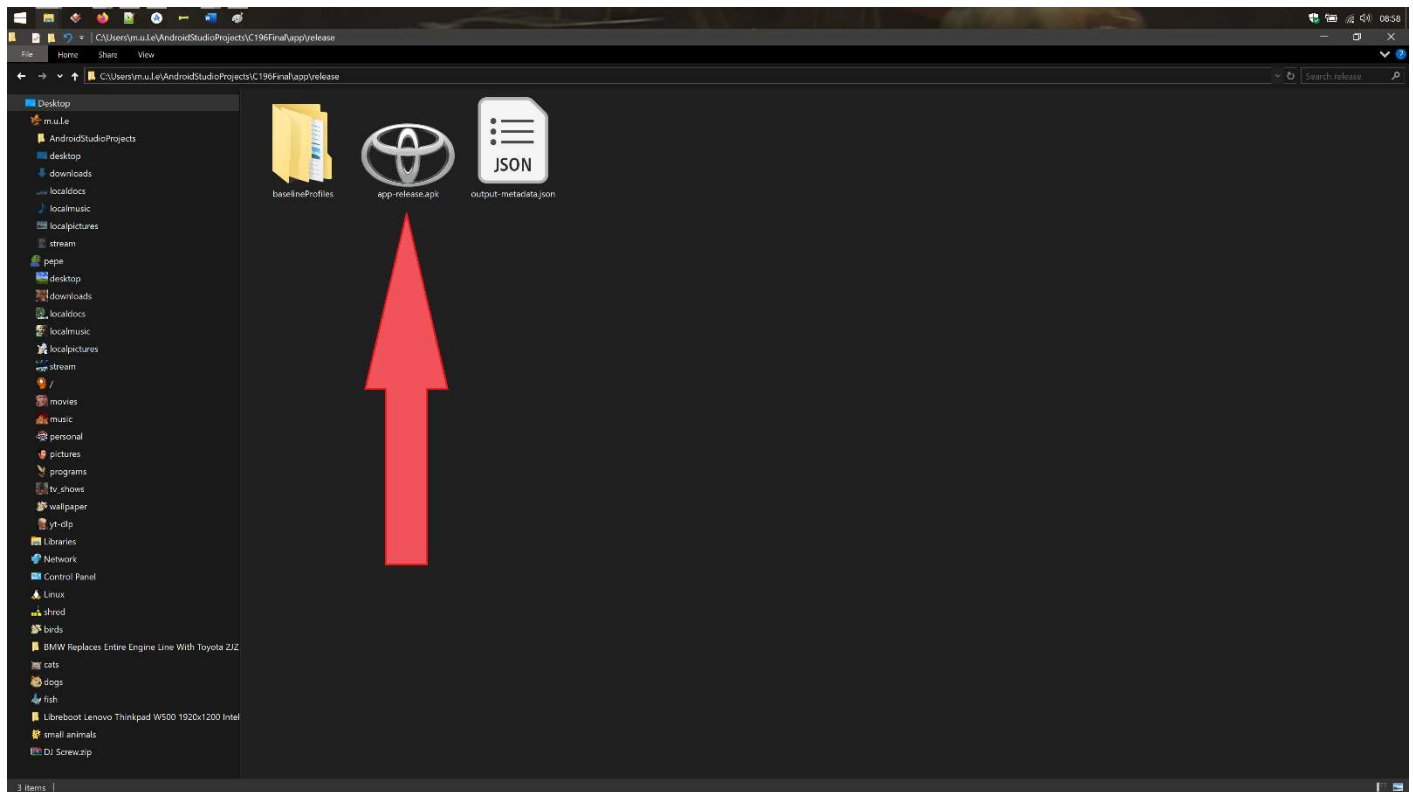 08:58
C:\Users\m.u.l.e\AndroidStudioProjects\C196Final\app\release
File Home Share View
C:\Users\m.u.l.e\AndroidStudioProjects\C196Final\app\release
Search release
Desktop
m.u.l.e
AndroidStudioProjects
desktop
downloads
localdocs
localmusic
localpictures
stream
pepe
desktop
downloads
localdocs
localmusic
localpictures
stream
/
movies
music
personal
pictures
programs
tv_shows
wallpaper
yt-dlp
Libraries
Network
Control Panel
Linux
shred
birds
BMW Replaces Entire Engine Line With Toyota 2JZ
cats
dogs
fish
Libreboot Lenovo Thinkpad W500 1920x1200 Intel
small animals
DJ Screw.zip
JSON
baselineProfiles app-release.apk output-metadata.json
3 items